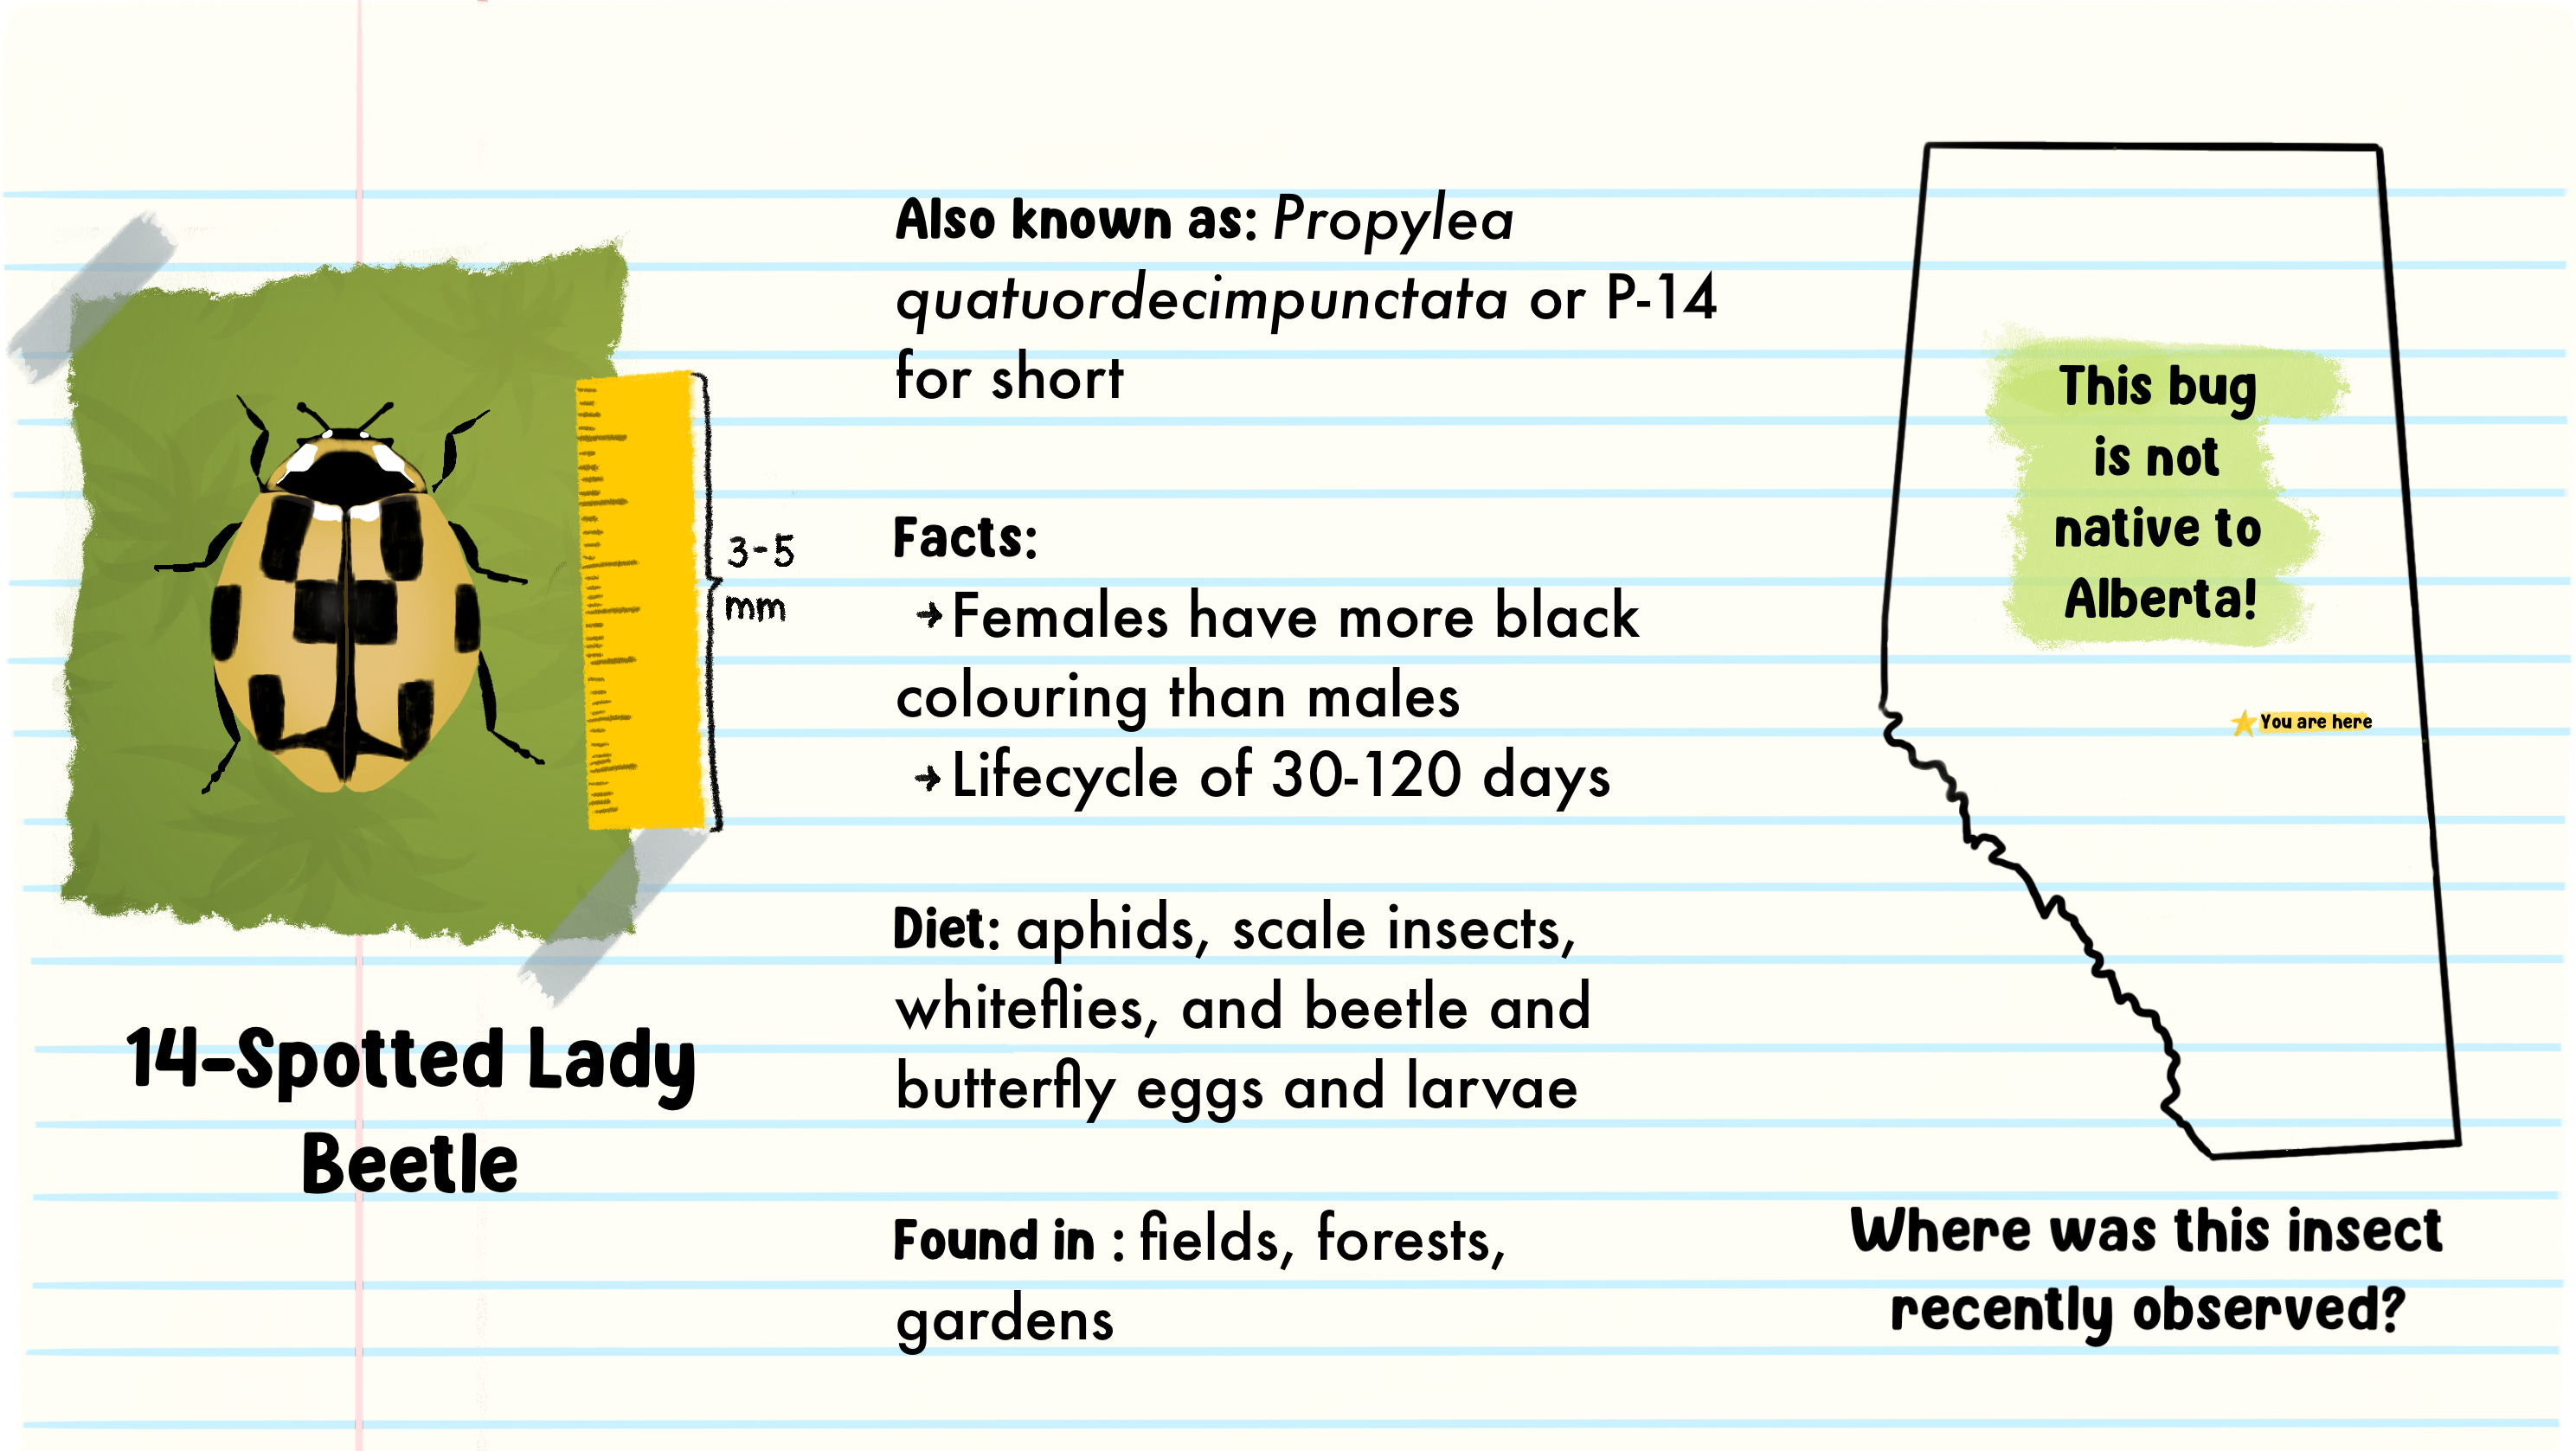 3-5
mm
14-Spotted Lady
Beetle
Also known as: Propylea
quatuordecimpunctata or P-14
for short
Facts:
→Females have more black
colouring than males
→Lifecycle of 30-120 days
Diet: aphids, scale insects,
whiteflies, and beetle and
butterfly eggs and larvae
Found in : fields, forests,
gardens
This bug
is not
native to
Alberta!
You are here
Where was this insect
recently observed?